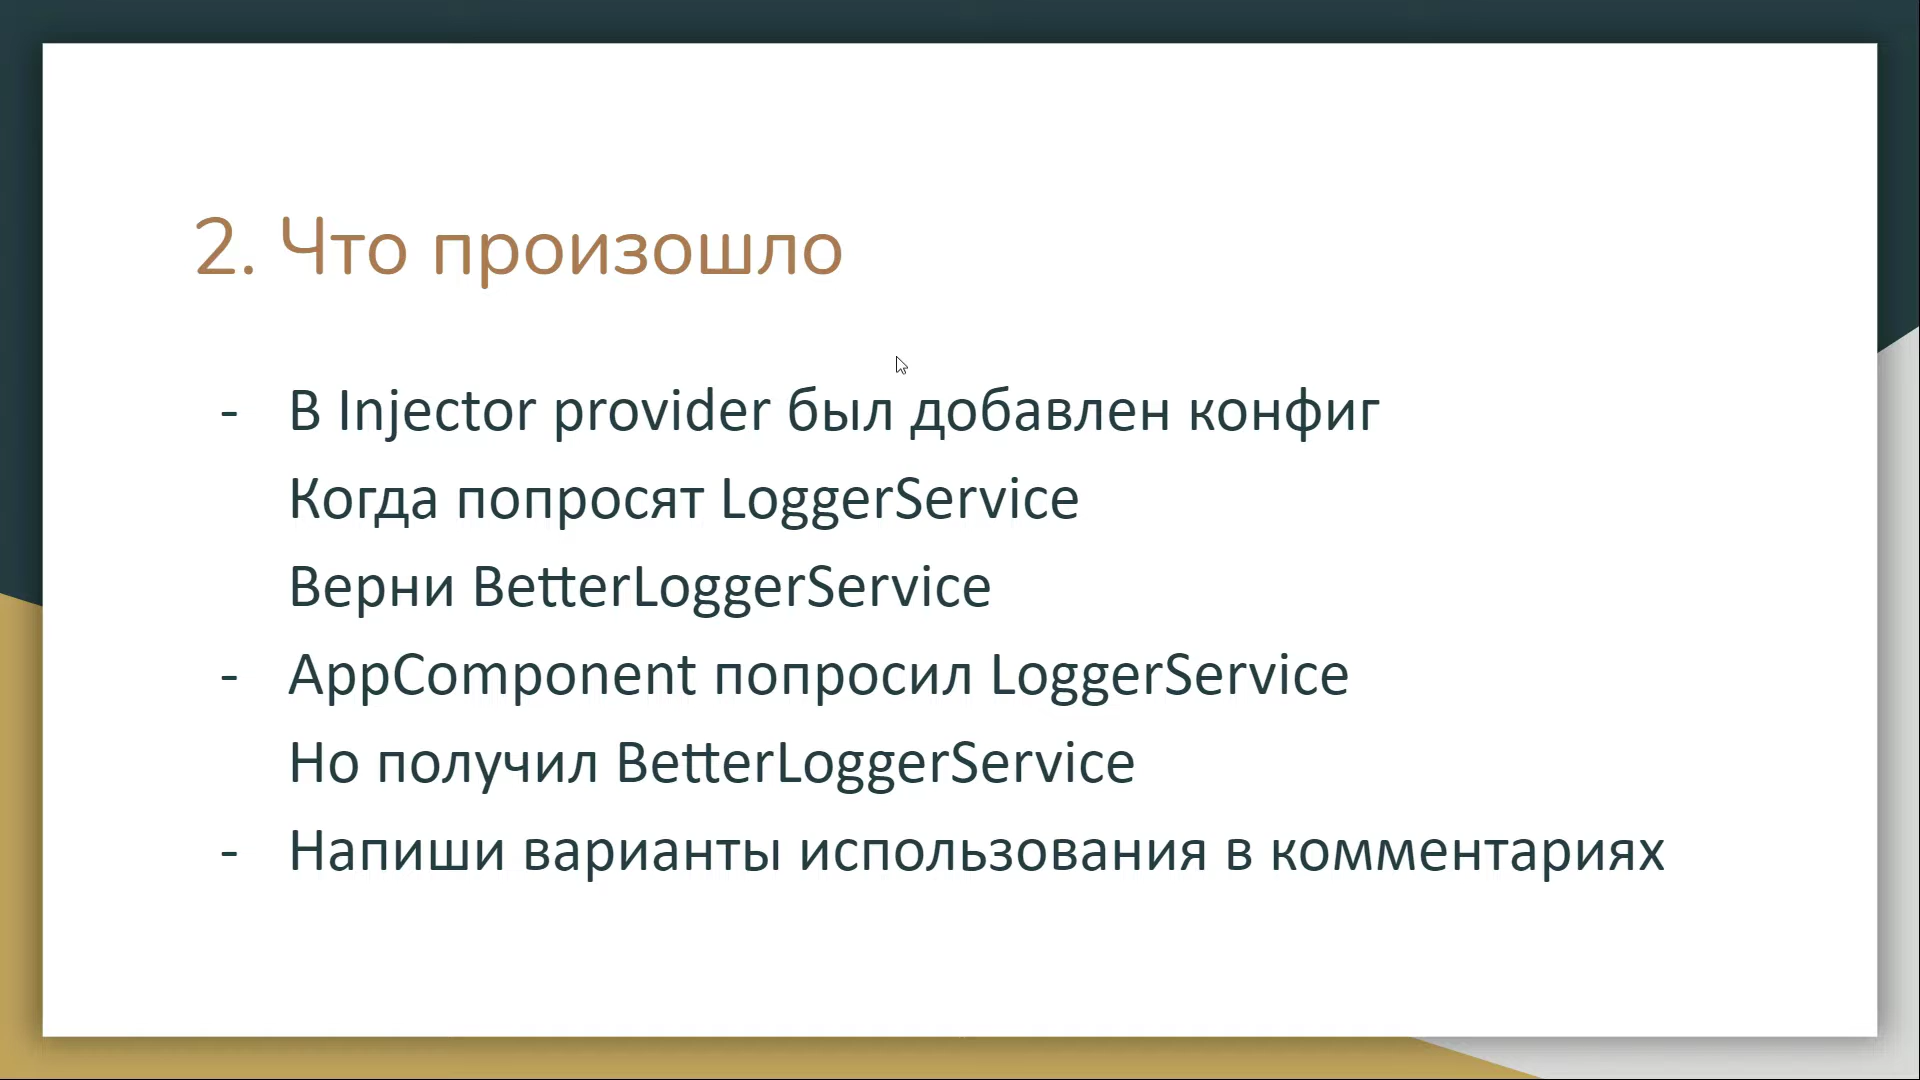 2. Что произошло
- В Injector provider был добавлен конфиг
Когда попросят LoggerService
Верни BetterLoggerService
- AppComponent попросил LoggerService
Но получил BetterLoggerService
- Напиши варианты использования в комментариях